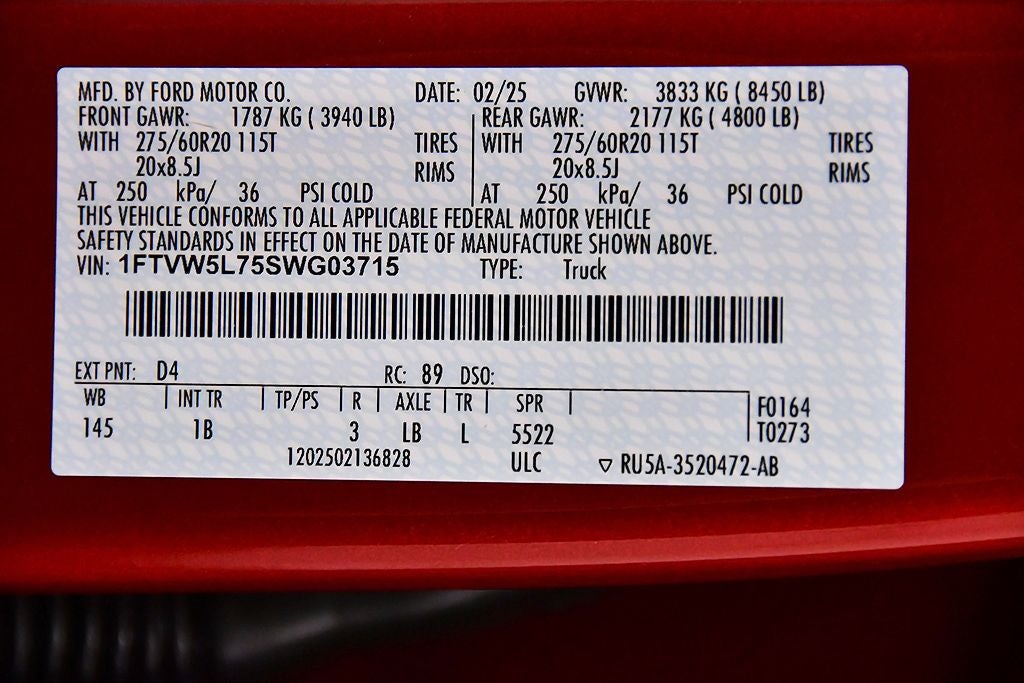 MFD. BY FORD MOTOR CO. DATE: 02/25 GVWR: 3833 KG ( 8450 LB)
FRONT GAWR: 1787 KG ( 3940 LB) REAR GAWR: 2177 KG ( 4800 LB)
WITH 275/60R20 115T TIRES WITH 275/60R20 115T TIRES
20x8.5J RIMS 20x8.5J RIMS
AT 250 kPa/ 36 PSI COLD AT 250 kPa/ 36 PSI COLD
THIS VEHICLE CONFORMS TO ALL APPLICABLE FEDERAL MOTOR VEHICLE
SAFETY STANDARDS IN EFFECT ON THE DATE OF MANUFACTURE SHOWN ABOVE.
VIN: 1FTVW5L75SWG03715 TYPE: Truck
EXT PNT: D4 RC: 89 DSO:
WB INT TR TP/PS R AXLE TR SPR F0164
145 1B 3 LB L 5522 T0273
1202502136828 ULC ▽ RU5A-3520472-AB